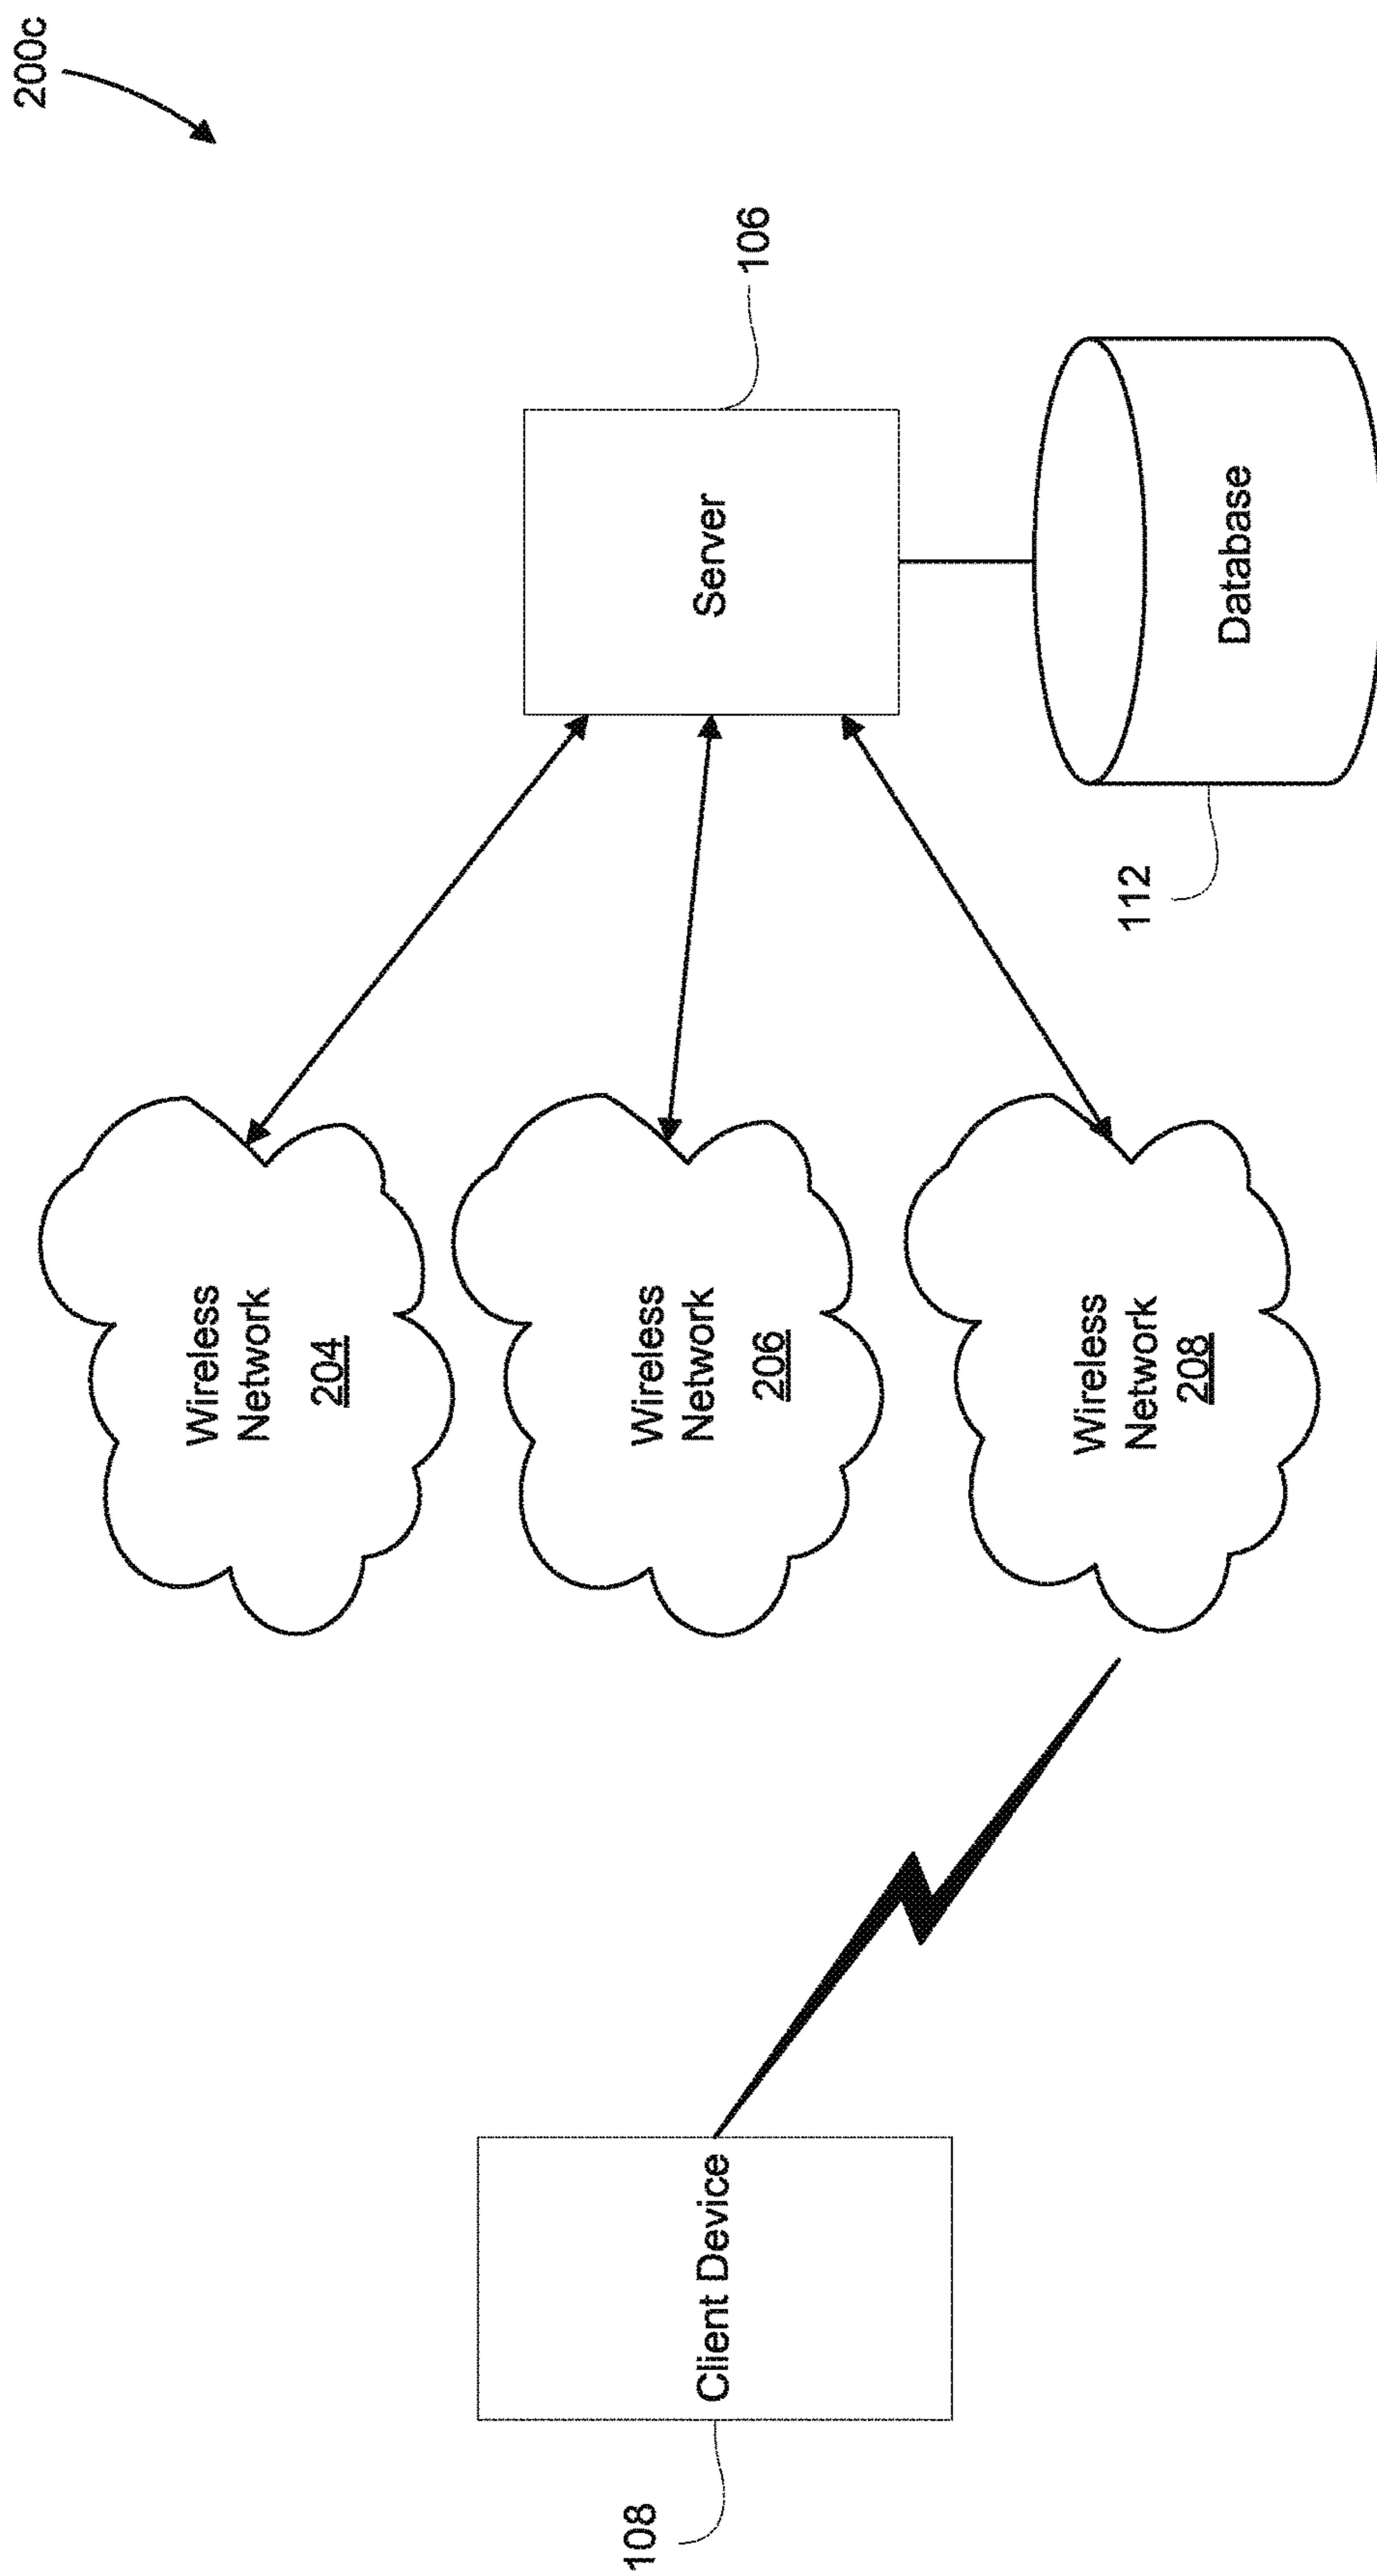 200c
Wireless
Network
204
Wireless
Network
206
Wireless
Network
208
Server
106
Database
112
Client Device
108